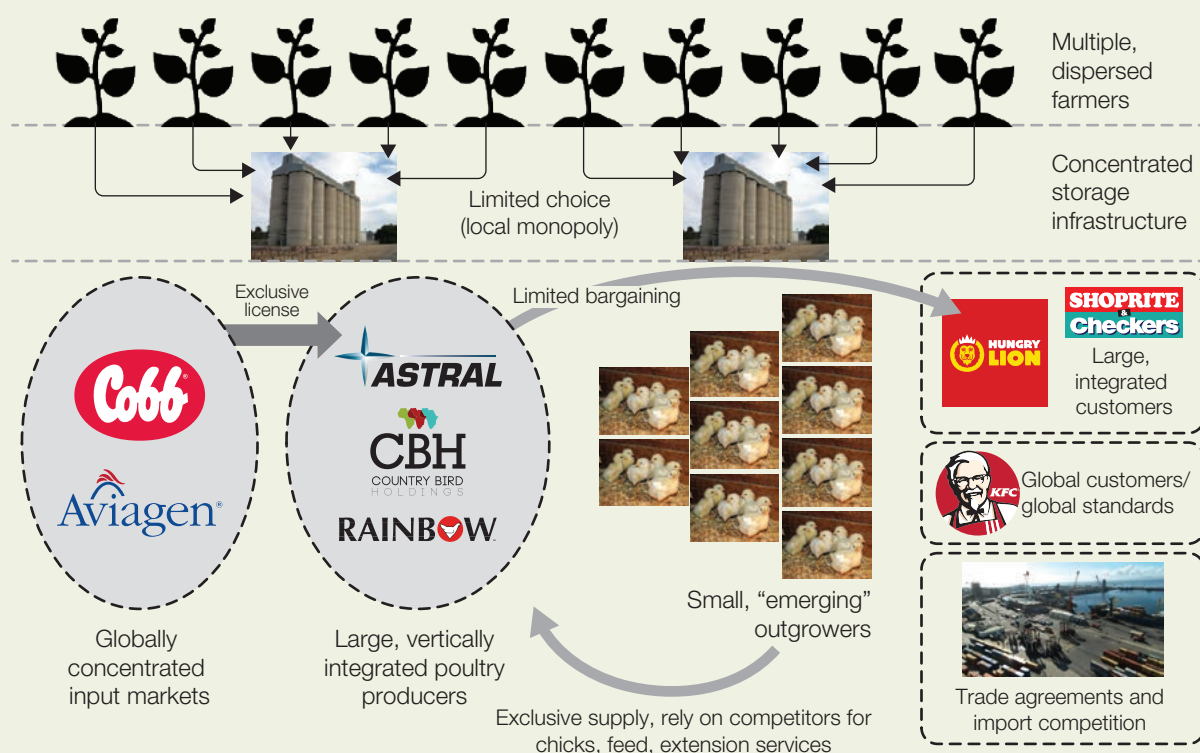 Multiple,
dispersed
farmers
Concentrated
storage
infrastructure
Limited choice
(local monopoly)
Exclusive
license
Limited bargaining
Cobb®
Aviagen®
ASTRAL
CBH
COUNTRY BIRD
HOLDINGS
RAINBOW
HUNGRY
LION
SHOPRITE
&
Checkers
Large,
integrated
customers
KFC
Global customers/
global standards
Small, “emerging”
outgrowers
Globally
concentrated
input markets
Large, vertically
integrated poultry
producers
Exclusive supply, rely on competitors for
chicks, feed, extension services
Trade agreements and
import competition